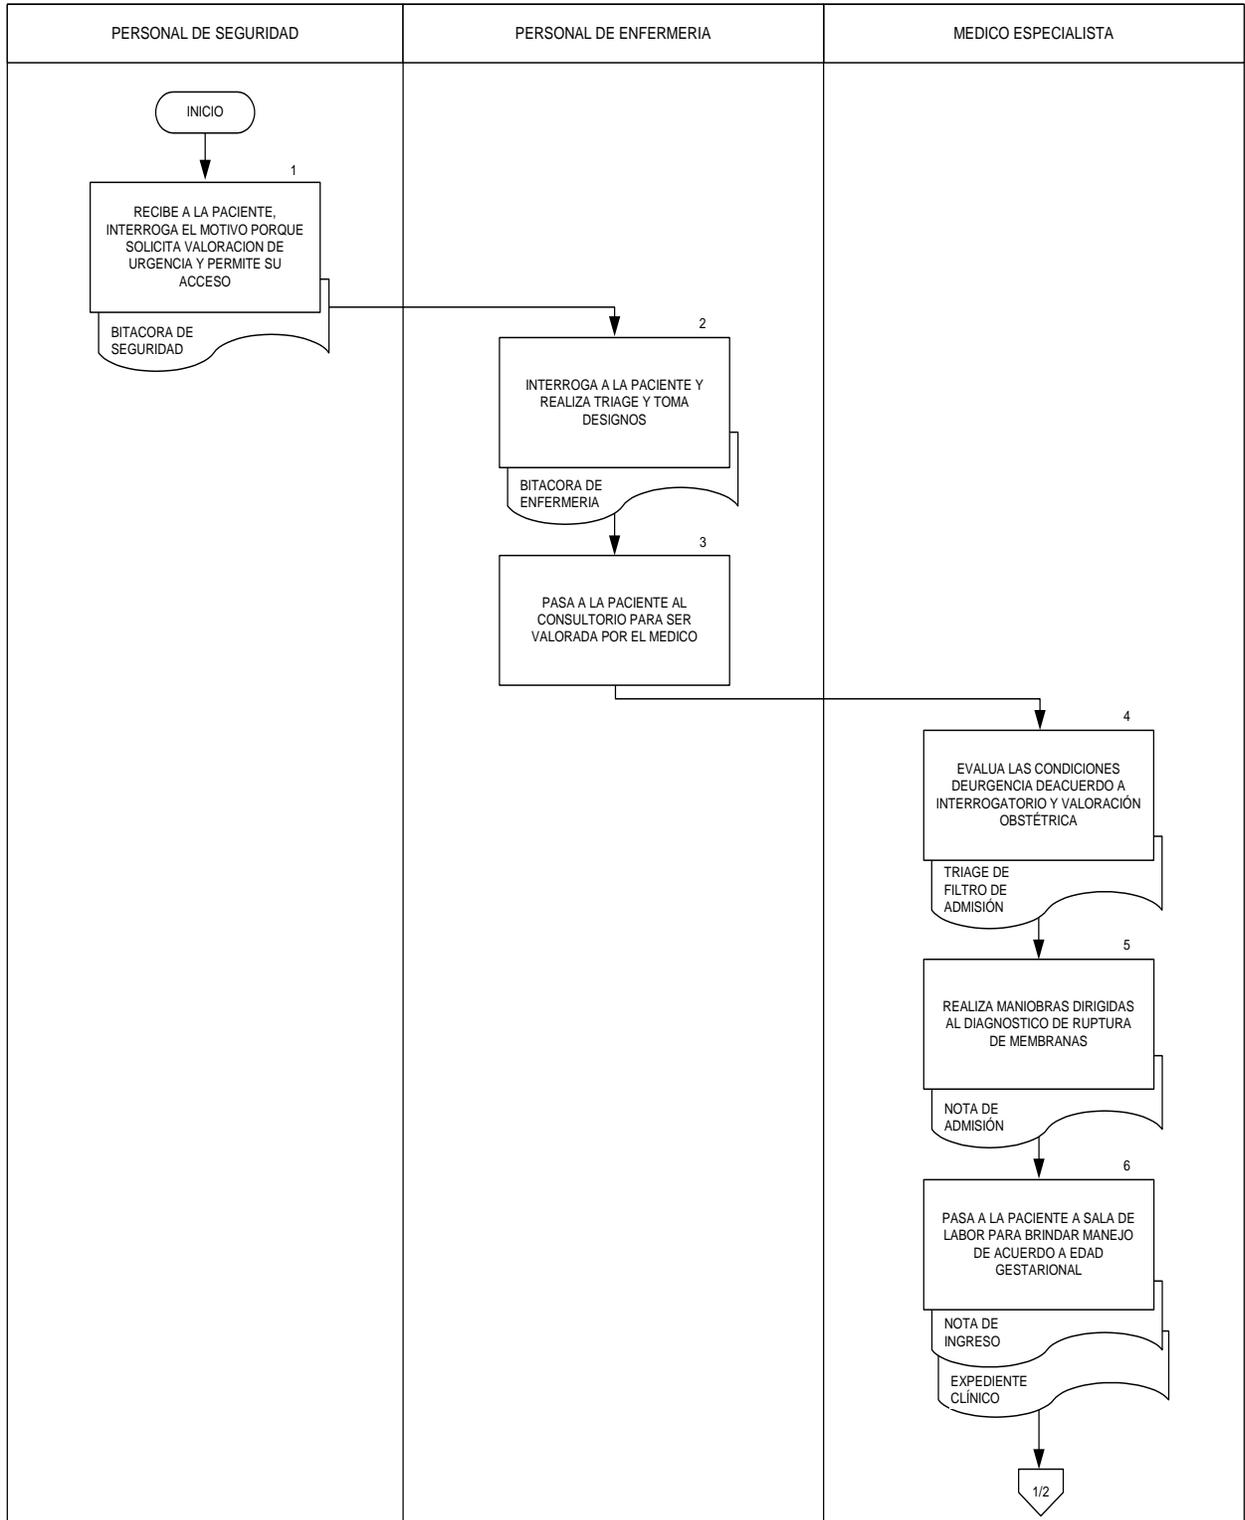 PERSONAL DE SEGURIDAD
PERSONAL DE ENFERMERIA
MEDICO ESPECIALISTA
INICIO
1
RECIBE A LA PACIENTE,
INTERROGA EL MOTIVO PORQUE
SOLICITA VALORACION DE
URGENCIA Y PERMITE SU
ACCESO
BITACORA DE
SEGURIDAD
2
INTERROGA A LA PACIENTE Y
REALIZA TRIAGE Y TOMA
DESIGNOS
BITACORA DE
ENFERMERIA
3
PASA A LA PACIENTE AL
CONSULTORIO PARA SER
VALORADA POR EL MEDICO
4
EVALUA LAS CONDICIONES
DEURGENCIA DEACUERDO A
INTERROGATORIO Y VALORACIÓN
OBSTÉTRICA
TRIAGE DE
FILTRO DE
ADMISIÓN
5
REALIZA MANIOBRAS DIRIGIDAS
AL DIAGNOSTICO DE RUPTURA
DE MEMBRANAS
NOTA DE
ADMISIÓN
6
PASA A LA PACIENTE A SALA DE
LABOR PARA BRINDAR MANEJO
DE ACUERDO A EDAD
GESTARIONAL
NOTA DE
INGRESO
EXPEDIENTE
CLÍNICO
1/2